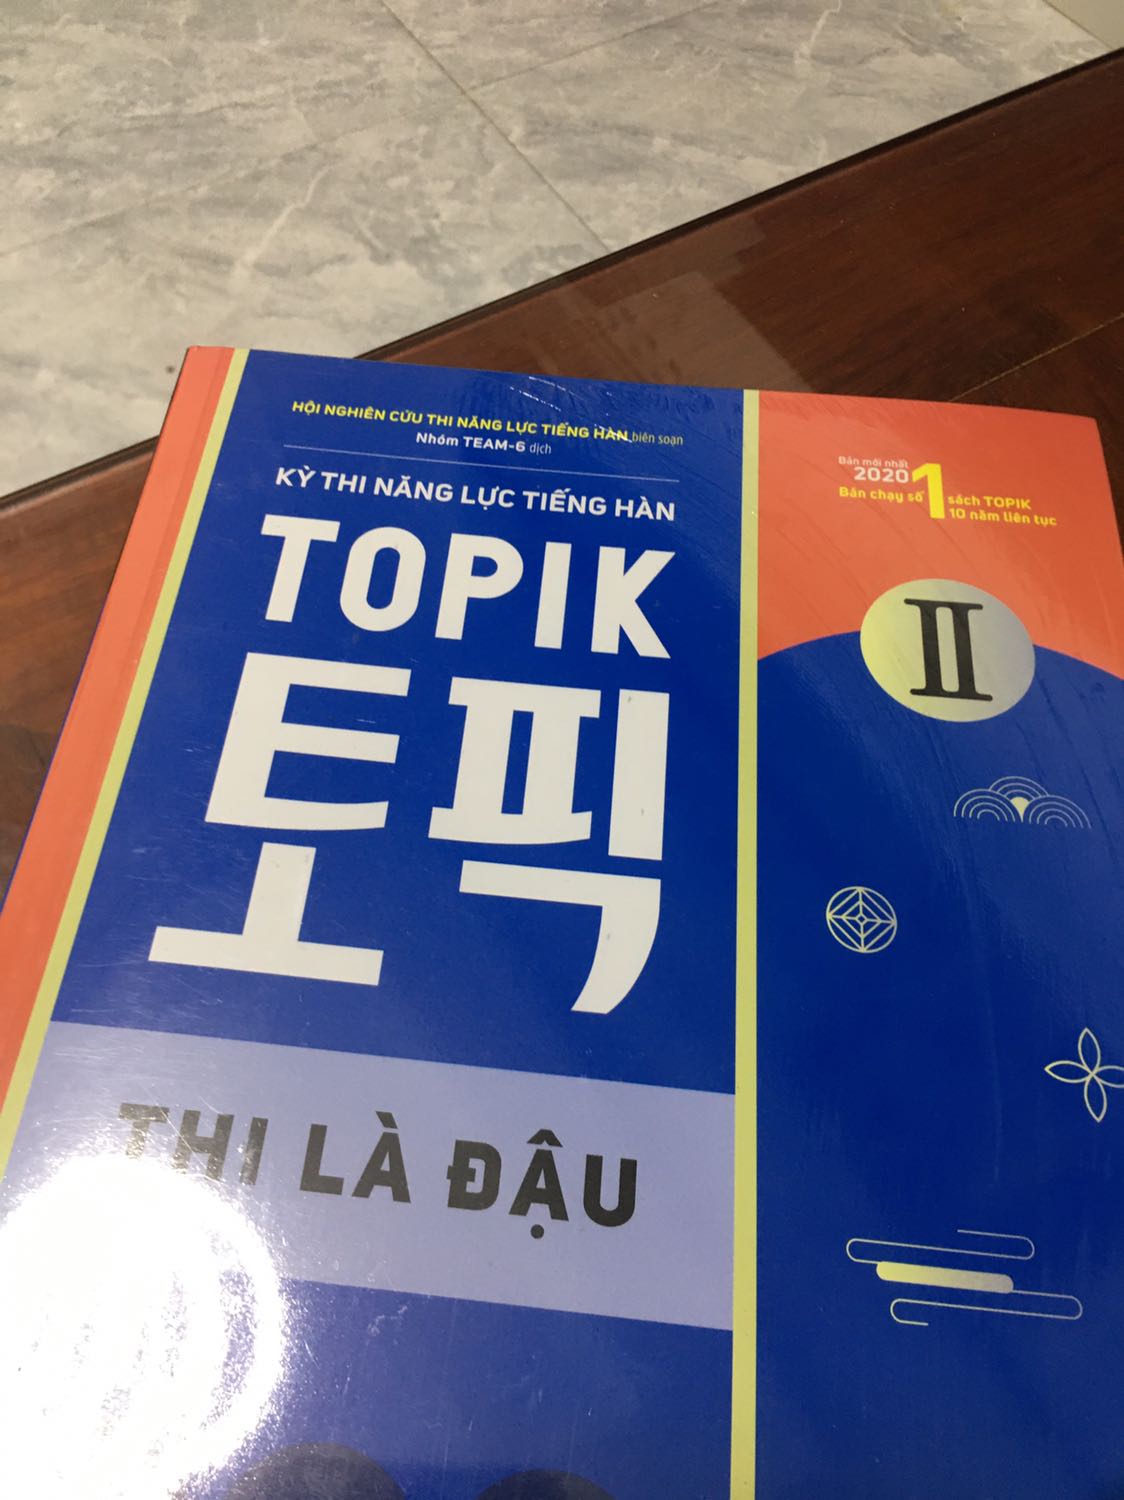 HỘI NGHIÊN CỨU THI NĂNG LỰC TIẾNG HÀN biên soạn
Nhóm TEAM-6 dịch
KỲ THI NĂNG LỰC TIẾNG HÀN
TOPIK
토픽
THI LÀ ĐẬU
Bản mới nhất
2020
Bán chạy số 1 sách TOPIK
10 năm liên tục
II